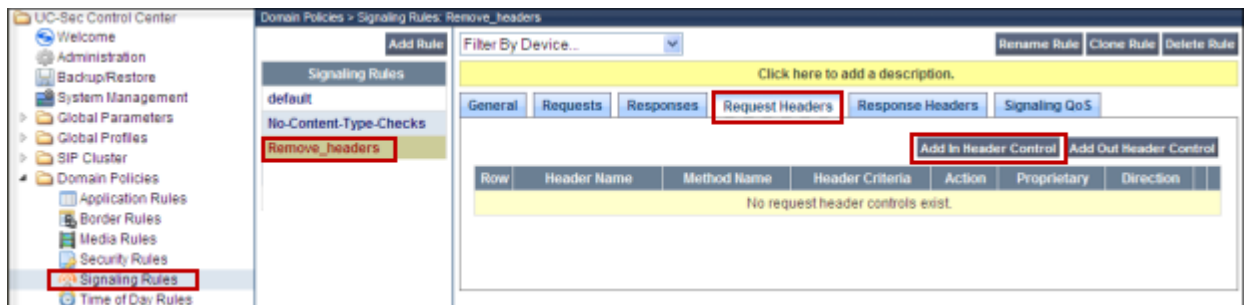 UC-Sec Control Center
Welcome
Administration
Backup/Restore
System Management
Global Parameters
Global Profiles
SIP Cluster
Domain Policies
Application Rules
Border Rules
Media Rules
Security Rules
Signaling Rules
Time of Day Rules
Domain Policies > Signaling Rules: Remove_headers
Add Rule
Signaling Rules
default
No-Content-Type-Checks
Remove_headers
Filter By Device...
Rename Rule Clone Rule Delete Rule
Click here to add a description.
General Requests Responses Request Headers Response Headers Signaling QoS
Add In Header Control Add Out Header Control
Row Header Name Method Name Header Criteria Action Proprietary Direction
No request header controls exist.